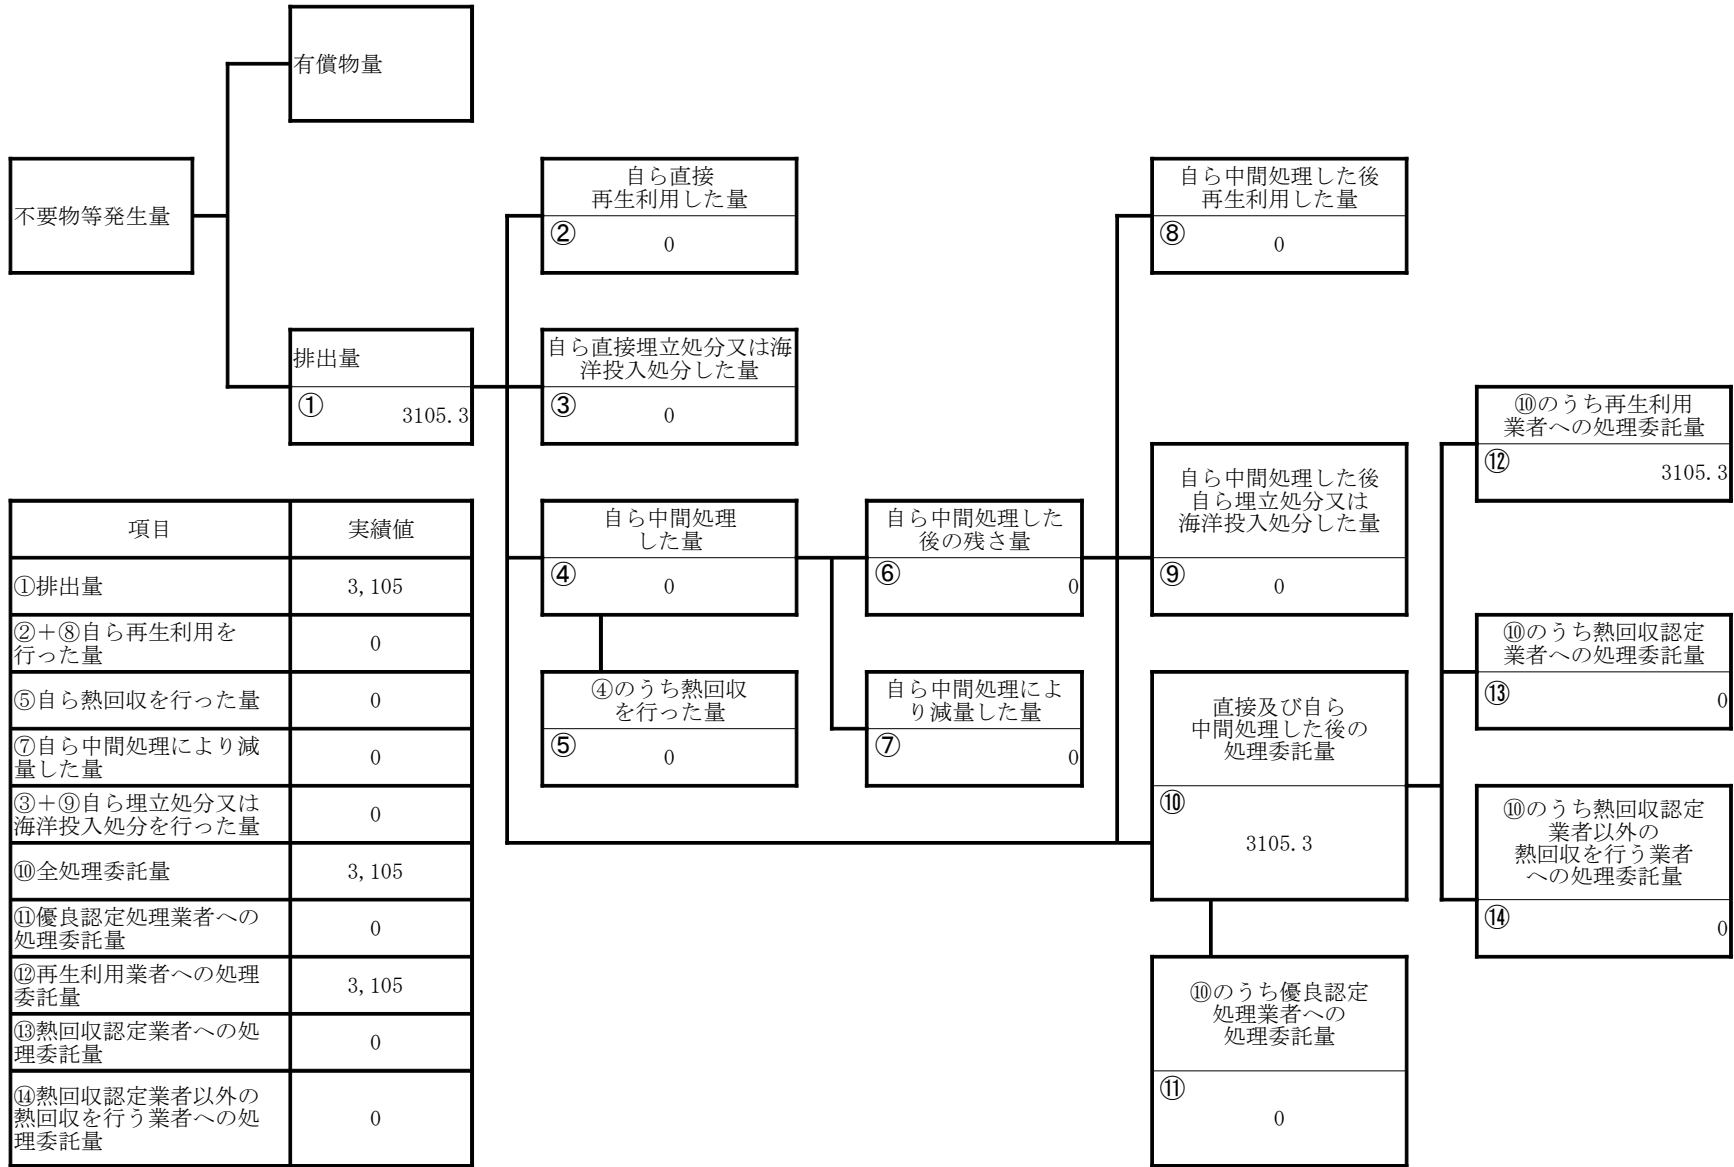 有償物量
不要物等発生量
自ら直接
再生利用した量
②
0
自ら中間処理した後
再生利用した量
⑧
0
排出量
①
3105.3
自ら直接埋立処分又は海
洋投入処分した量
③
0
⑩のうち再生利用
業者への処理委託量
⑫
3105.3
自ら中間処理
した量
④
0
自ら中間処理した
後の残さ量
⑥
0
自ら中間処理した後
自ら埋立処分又は
海洋投入処分した量
⑨
0
⑩のうち熱回収認定
業者への処理委託量
⑬
0
④のうち熱回収
を行った量
⑤
0
自ら中間処理によ
り減量した量
⑦
0
直接及び自ら
中間処理した後の
処理委託量
⑩
3105.3
⑩のうち熱回収認定
業者以外の
熱回収を行う業者
への処理委託量
⑭
0
⑩のうち優良認定
処理業者への
処理委託量
⑪
0
項目 実績値
①排出量 3,105
②＋⑧自ら再生利用を
行った量 0
⑤自ら熱回収を行った量 0
⑦自ら中間処理により減
量した量 0
③＋⑨自ら埋立処分又は
海洋投入処分を行った量 0
⑩全処理委託量 3,105
⑪優良認定処理業者への
処理委託量 0
⑫再生利用業者への処理
委託量 3,105
⑬熱回収認定業者への処
理委託量 0
⑭熱回収認定業者以外の
熱回収を行う業者への処
理委託量 0